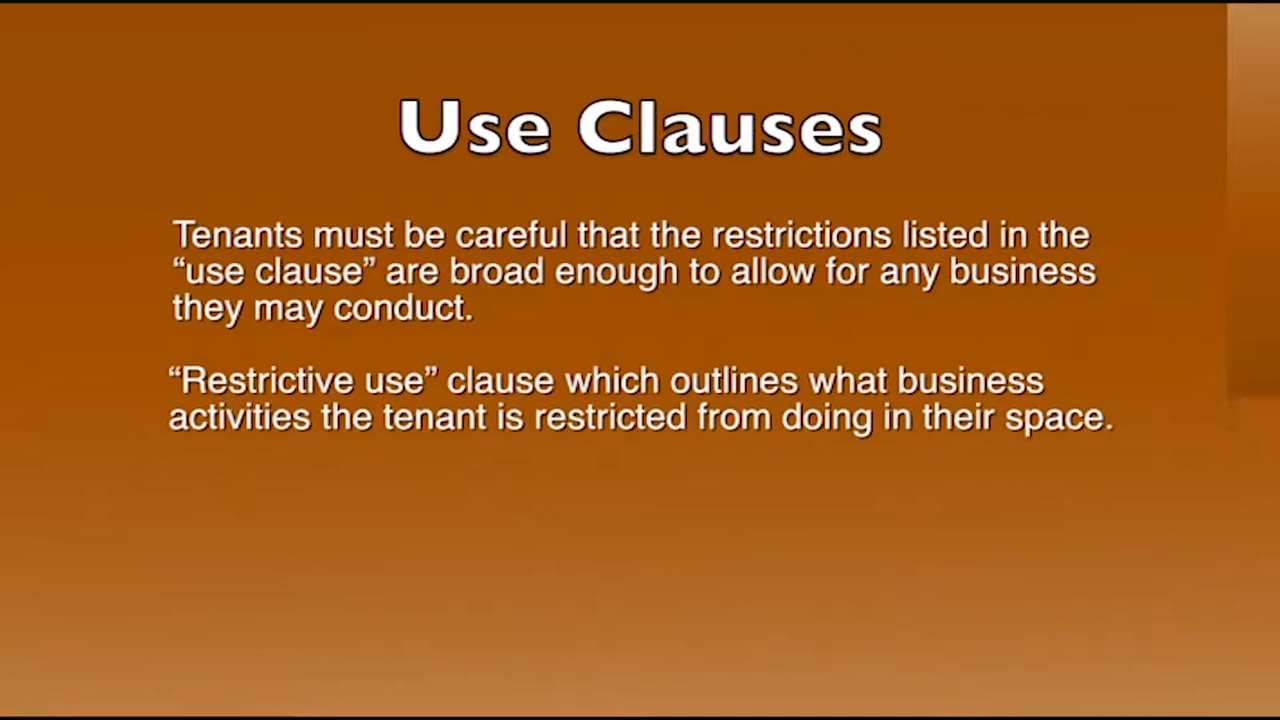 Use Clauses
Tenants must be careful that the restrictions listed in the
“use clause” are broad enough to allow for any business
they may conduct.
“Restrictive use” clause which outlines what business
activities the tenant is restricted from doing in their space.